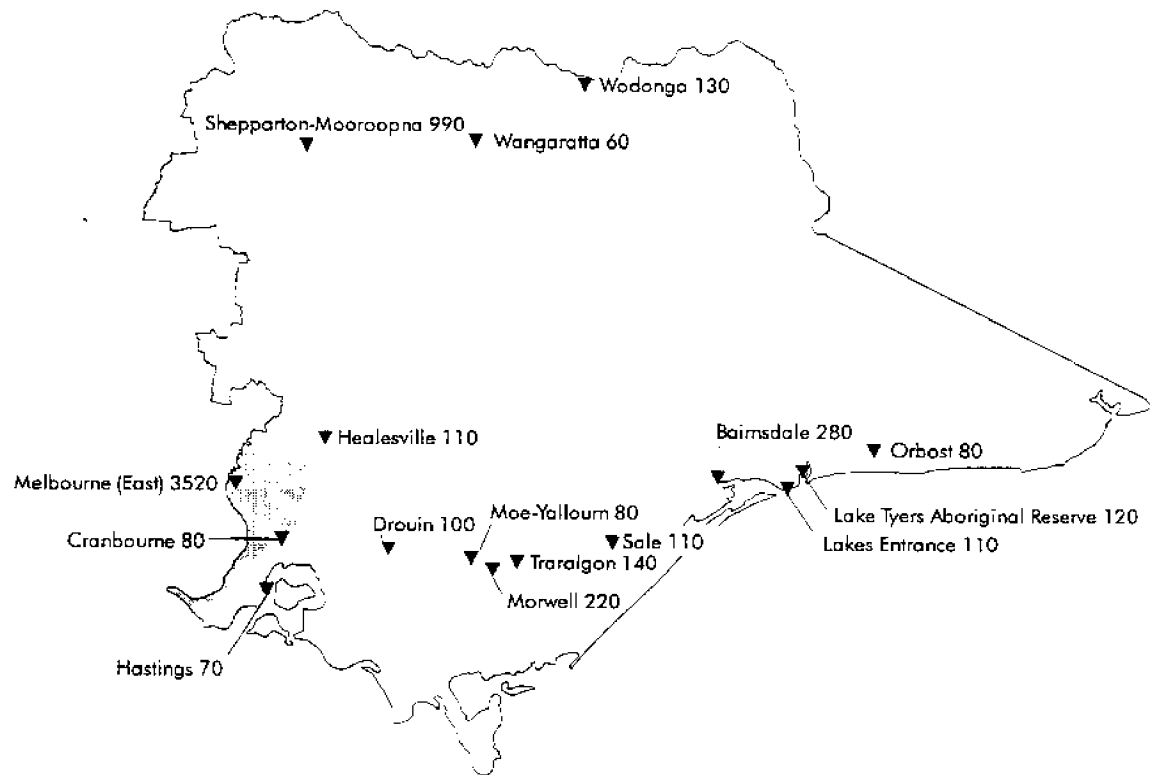 Wodonga 130
Shepparton-Mooroopna 990
Wangaratta 60
Healesville 110
Bairnsdale 280
Orbost 80
Melbourne (East) 3520
Moe-Yallourn 80
Drouin 100
Lake Tyers Aboriginal Reserve 120
Cranbourne 80
Sale 110
Lakes Entrance 110
Traralgon 140
Morwell 220
Hastings 70